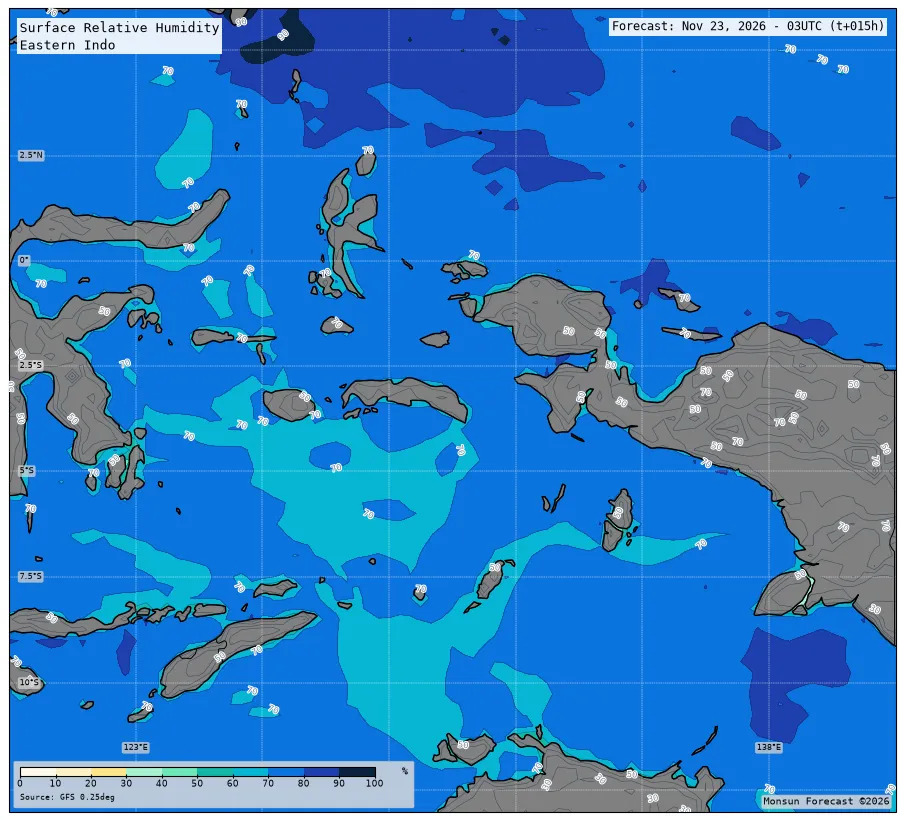 Surface Relative Humidity
Eastern Indo
Forecast: Nov 23, 2026 - 03UTC (t+015h)
2.5°N
0°
2.5°S
5°S
7.5°S
10°S
123°E
138°E
0 10 20 30 40 50 60 70 80 90 100 %
Source: GFS 0.25deg
Monsun Forecast ©2026